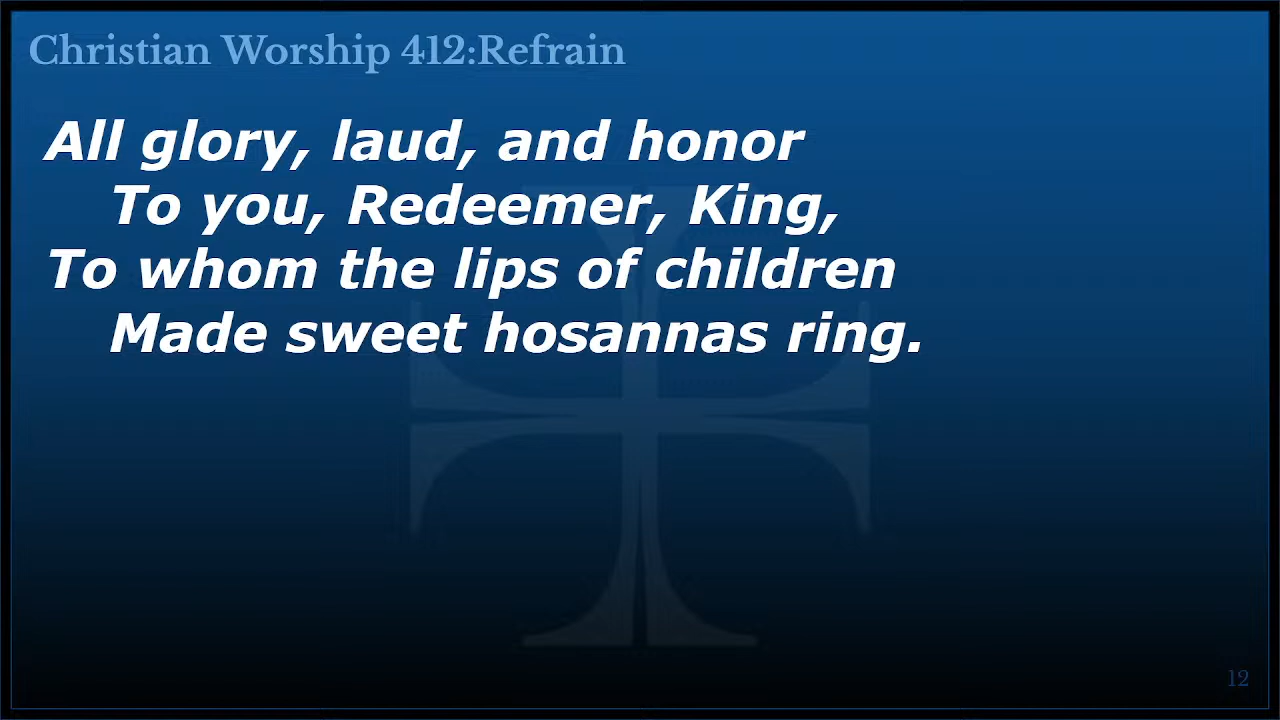 Christian Worship 412:Refrain
All glory, laud, and honor
To you, Redeemer, King,
To whom the lips of children
Made sweet hosannas ring.
12